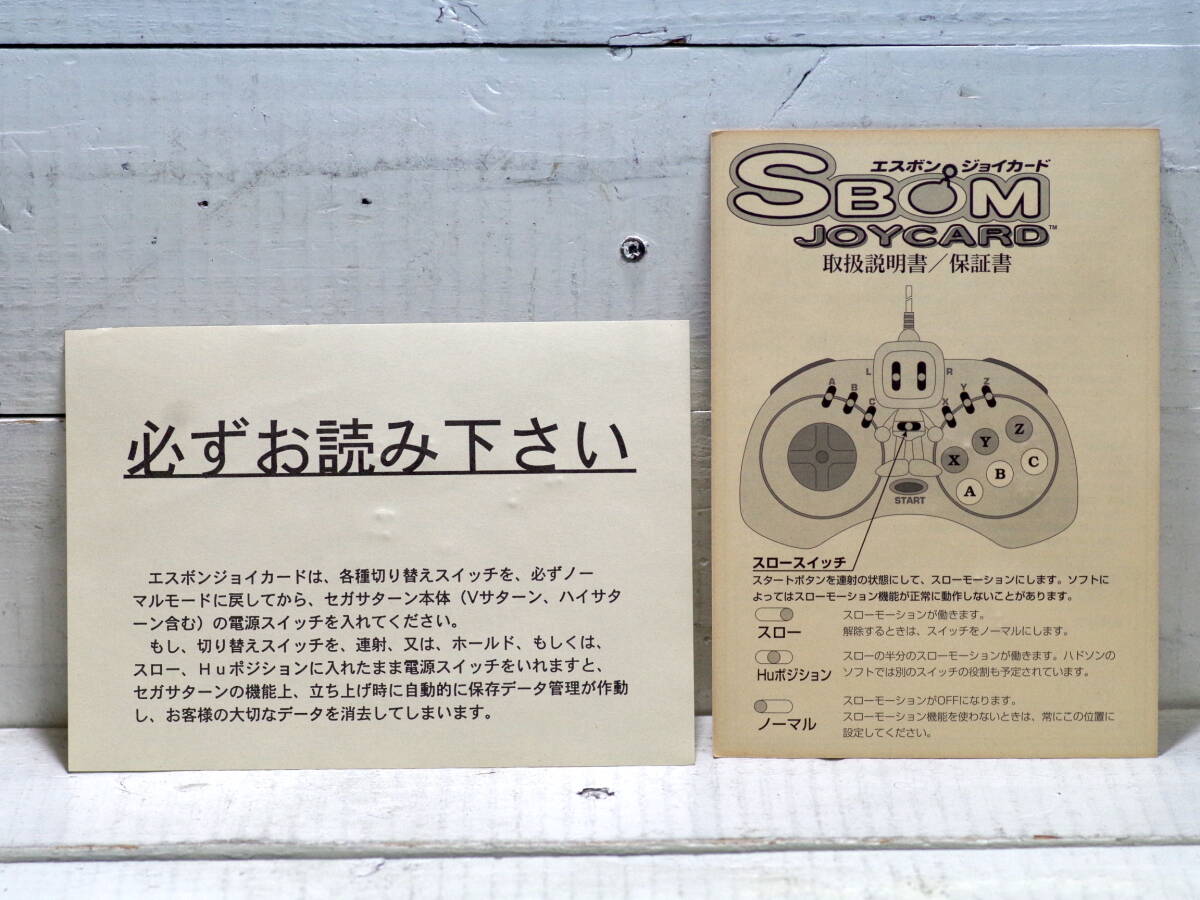 必ずお読み下さい
エスボンジョイカードは、各種切り替えスイッチを、必ずノー
マルモードに戻してから、セガサターン本体（Vサターン、ハイサタ
ーン含む）の電源スイッチを入れてください。
もし、切り替えスイッチを、連射、又は、ホールド、もしくは、
スロー、Ｈｕポジションに入れたまま電源スイッチをいれますと、
セガサターンの機能上、立ち上げ時に自動的に保存データ管理が作動
し、お客様の大切なデータを消去してしまいます。
エスボン ジョイカード
SBOM
JOYCARD™
取扱説明書／保証書
L R
A B C X Y Z
X Y Z
A B C
START
スロースイッチ
スタートボタンを連射の状態にして、スローモーションにします。ソフトに
よってはスローモーション機能が正常に動作しないことがあります。
スロー
スローモーションが働きます。
解除するときは、スイッチをノーマルにします。
Huポジション
スローの半分のスローモーションが働きます。ハドソンの
ソフトでは別のスイッチの役割も予定されています。
ノーマル
スローモーションがOFFになります。
スローモーション機能を使わないときは、常にこの位置に
設定してください。